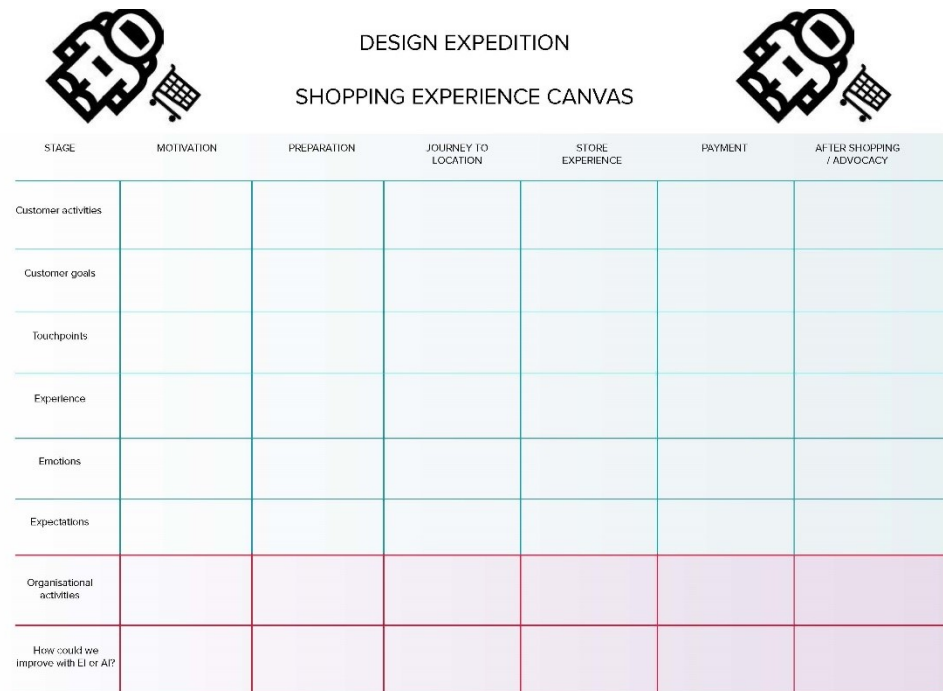 DESIGN EXPEDITION
SHOPPING EXPERIENCE CANVAS
STAGE
MOTIVATION
PREPARATION
JOURNEY TO
LOCATION
STORE
EXPERIENCE
PAYMENT
AFTER SHOPPING
/ ADVOCACY
Customer activities
Customer goals
Touchpoints
Experience
Emotions
Expectations
Organisational
activities
How could we
improve with EI or AI?